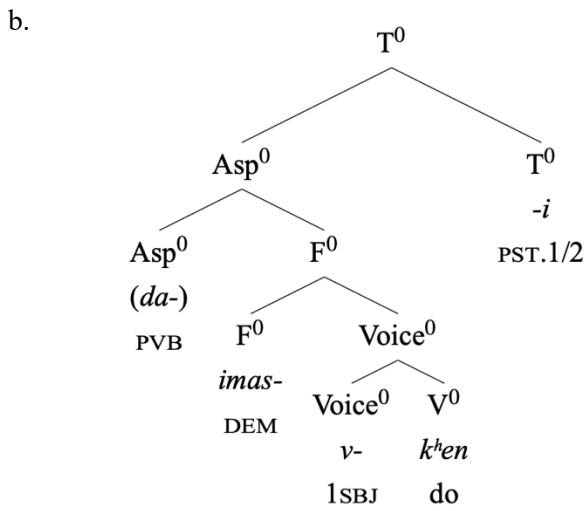 b.
T⁰
Asp⁰ T⁰
-i
Asp⁰ F⁰ PST.1/2
(da-)
PVB F⁰ Voice⁰
imas-
DEM Voice⁰ V⁰
v- kʰen
1SBJ do